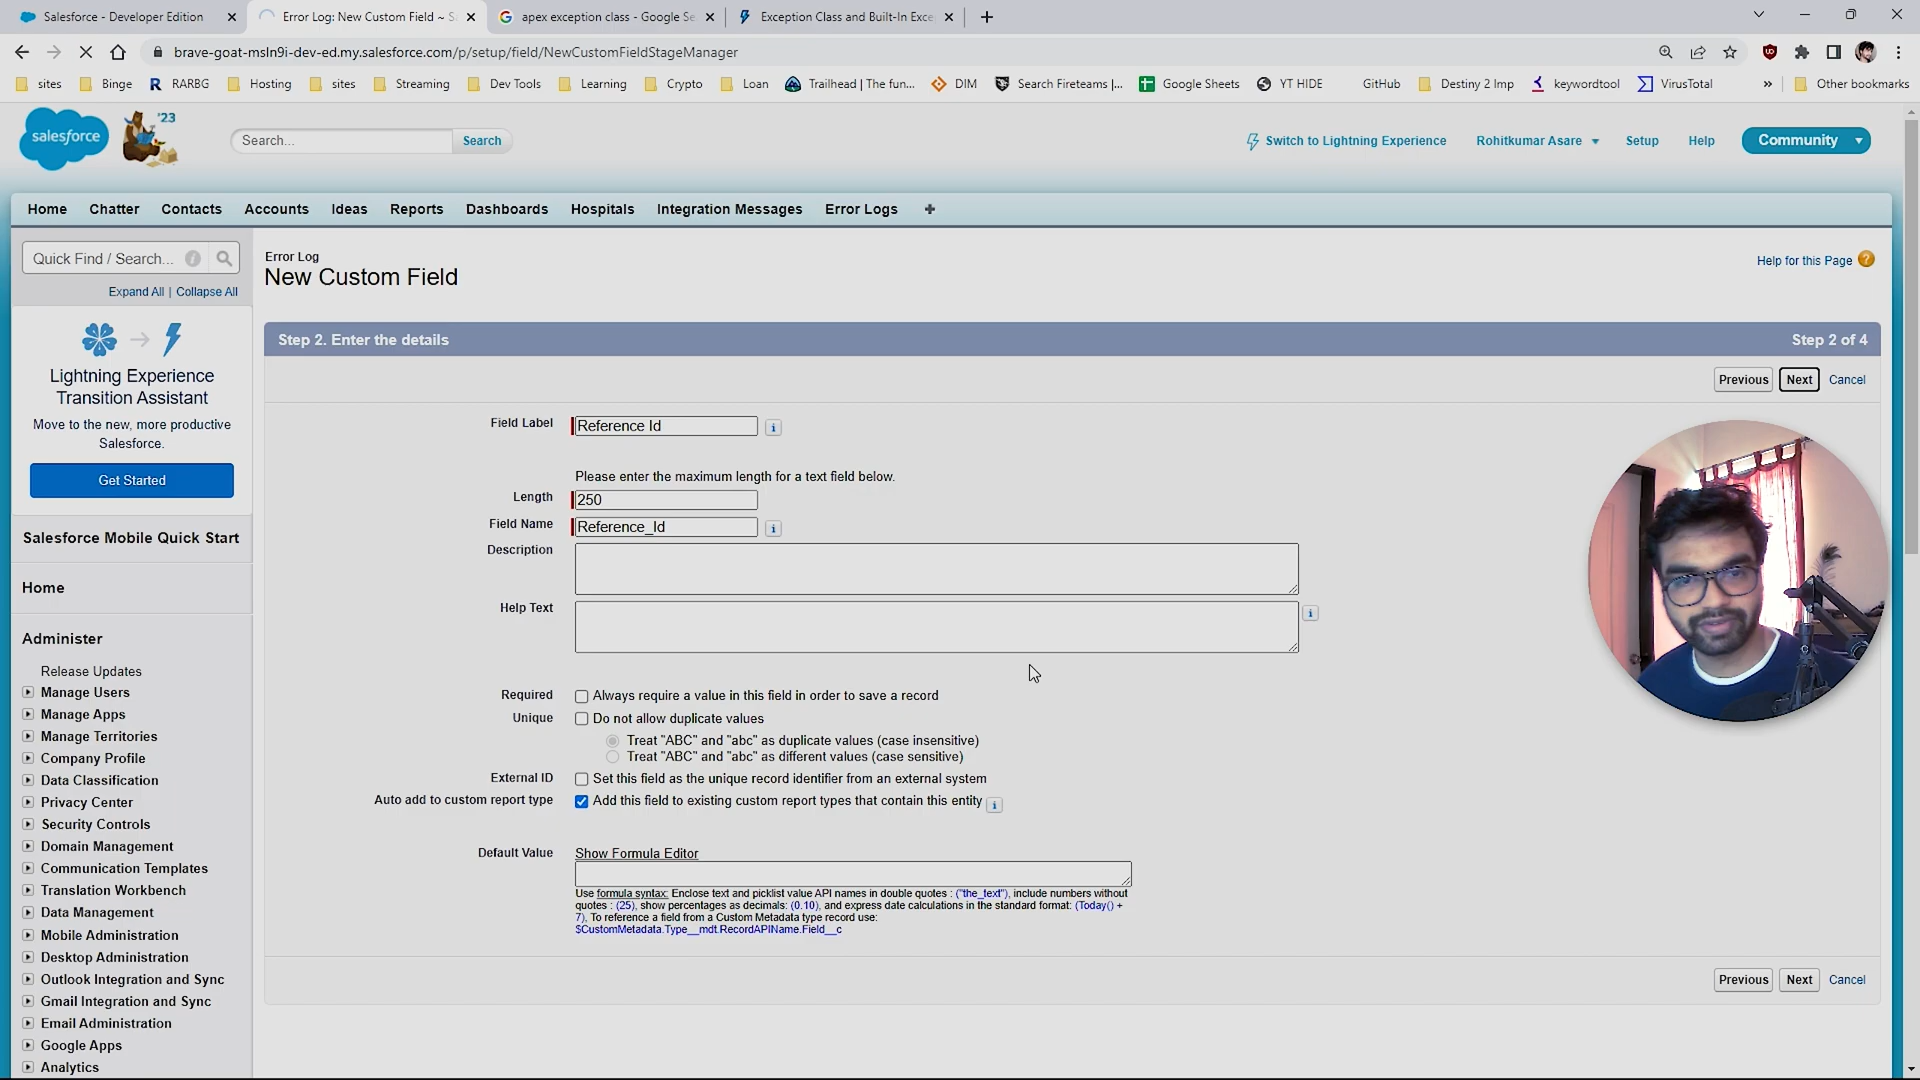 Salesforce - Developer Edition
Error Log: New Custom Field ~ S
apex exception class - Google Se
Exception Class and Built-In Exce
brave-goat-msln9i-dev-ed.my.salesforce.com/p/setup/field/NewCustomFieldStageManager
sites
Binge
RARBG
Hosting
sites
Streaming
Dev Tools
Learning
Crypto
Loan
Trailhead | The fun...
DIM
Search Fireteams |...
Google Sheets
YT HIDE
GitHub
Destiny 2 Imp
keywordtool
VirusTotal
»
Other bookmarks
salesforce
'23
Search...
Search
Switch to Lightning Experience
Rohitkumar Asare
Setup
Help
Community
Home
Chatter
Contacts
Accounts
Ideas
Reports
Dashboards
Hospitals
Integration Messages
Error Logs
+
Quick Find / Search...
Expand All | Collapse All
Lightning Experience
Transition Assistant
Move to the new, more productive
Salesforce.
Get Started
Salesforce Mobile Quick Start
Home
Administer
Release Updates
Manage Users
Manage Apps
Manage Territories
Company Profile
Data Classification
Privacy Center
Security Controls
Domain Management
Communication Templates
Translation Workbench
Data Management
Mobile Administration
Desktop Administration
Outlook Integration and Sync
Gmail Integration and Sync
Email Administration
Google Apps
Analytics
Error Log
New Custom Field
Help for this Page
Step 2. Enter the details
Step 2 of 4
Previous
Next
Cancel
Field Label
Reference Id
Please enter the maximum length for a text field below.
Length
250
Field Name
Reference_Id
Description
Help Text
Required
Always require a value in this field in order to save a record
Unique
Do not allow duplicate values
Treat "ABC" and "abc" as duplicate values (case insensitive)
Treat "ABC" and "abc" as different values (case sensitive)
External ID
Set this field as the unique record identifier from an external system
Auto add to custom report type
Add this field to existing custom report types that contain this entity
Default Value
Show Formula Editor
Use formula syntax: Enclose text and picklist value API names in double quotes : ("the_text"), include numbers without
quotes : (25), show percentages as decimals: (0.10), and express date calculations in the standard format: (Today() +
7), To reference a field from a Custom Metadata type record use:
$CustomMetadata.Type__mdt.RecordAPIName.Field__c
Previous
Next
Cancel